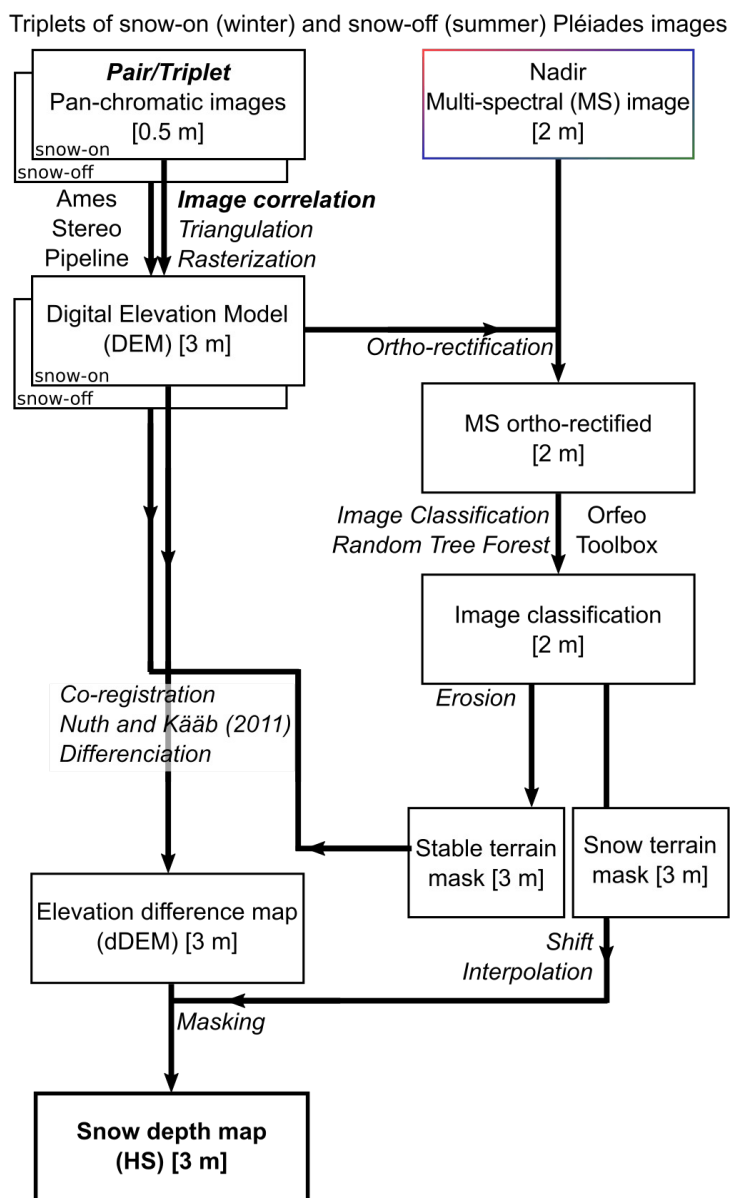 Triplets of snow-on (winter) and snow-off (summer) Pléiades images
Pair/Triplet
Pan-chromatic images
[0.5 m]
snow-on
snow-off
Nadir
Multi-spectral (MS) image
[2 m]
Ames
Stereo
Pipeline
Image correlation
Triangulation
Rasterization
Digital Elevation Model
(DEM) [3 m]
snow-on
snow-off
Ortho-rectification
MS ortho-rectified
[2 m]
Image Classification
Random Tree Forest
Orfeo
Toolbox
Image classification
[2 m]
Erosion
Co-registration
Nuth and Kääb (2011)
Differenciation
Stable terrain
mask [3 m]
Snow terrain
mask [3 m]
Elevation difference map
(dDEM) [3 m]
Shift
Interpolation
Masking
Snow depth map
(HS) [3 m]